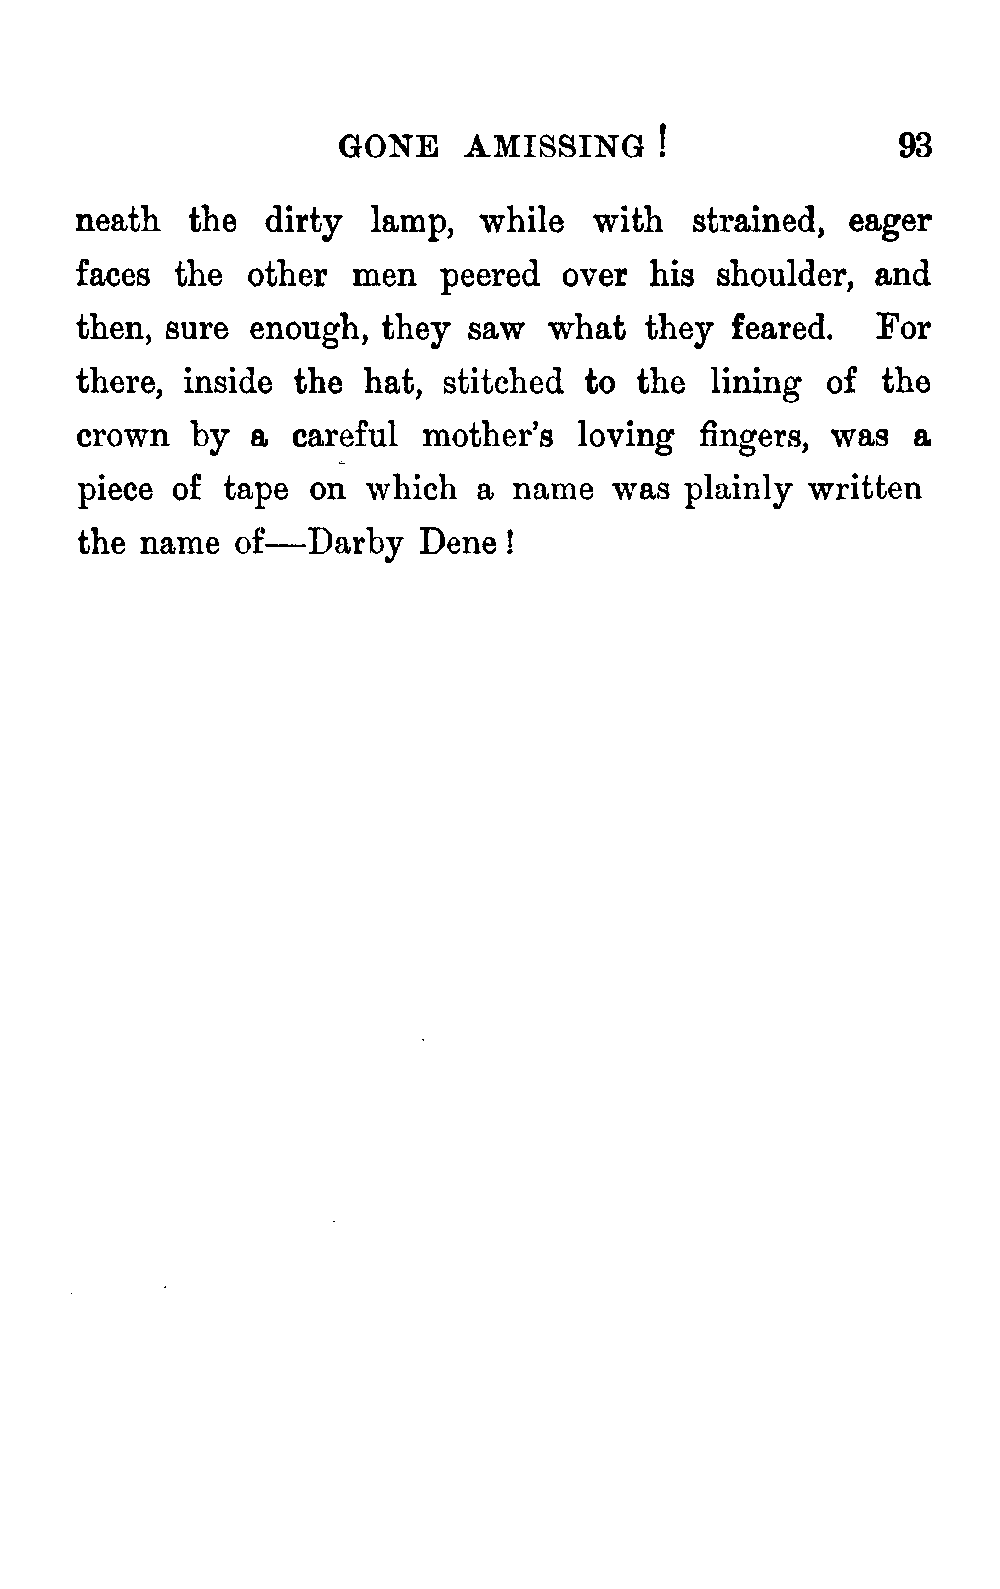 GONE AMISSING! 93
neath the dirty lamp, while with strained, eager
faces the other men peered over his shoulder, and
then, sure enough, they saw what they feared. For
there, inside the hat, stitched to the lining of the
crown by a careful mother's loving fingers, was a
piece of tape on which a name was plainly written
the name of—Darby Dene!